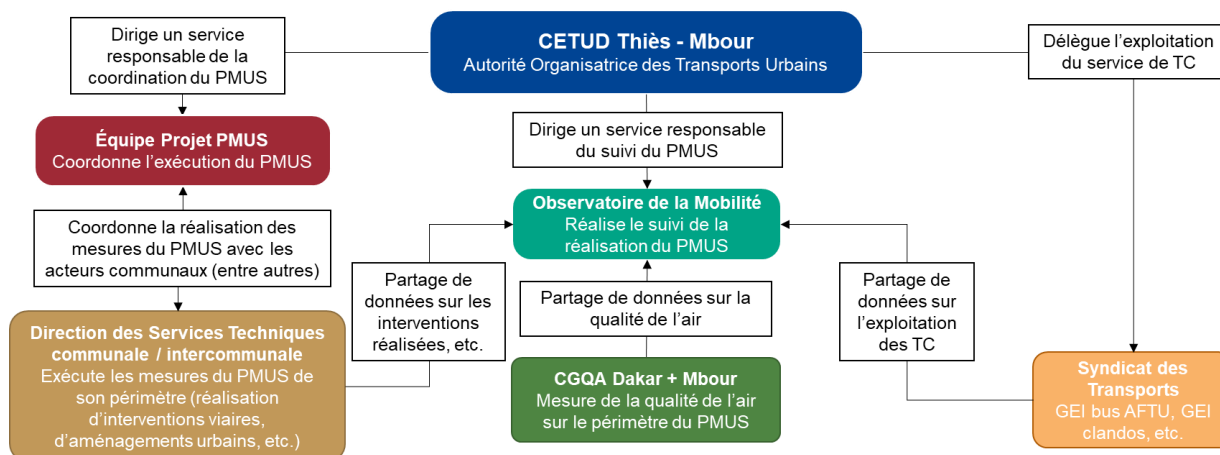 Dirige un service
responsable de la
coordination du PMUS
CETUD Thiès - Mbour
Autorité Organisatrice des Transports Urbains
Délègue l’exploitation
du service de TC
Équipe Projet PMUS
Coordonne l’exécution du PMUS
Dirige un service responsable
du suivi du PMUS
Observatoire de la Mobilité
Réalise le suivi de la
réalisation du PMUS
Coordonne la réalisation des
mesures du PMUS avec les
acteurs communaux (entre autres)
Partage de
données sur les
interventions
réalisées, etc.
Partage de données sur la
qualité de l’air
Partage de
données sur
l’exploitation
des TC
Direction des Services Techniques
communale / intercommunale
Exécute les mesures du PMUS de
son périmètre (réalisation
d’interventions viaires,
d’aménagements urbains, etc.)
CGQA Dakar + Mbour
Mesure de la qualité de l’air
sur le périmètre du PMUS
Syndicat des
Transports
GEI bus AFTU, GEI
clandos, etc.